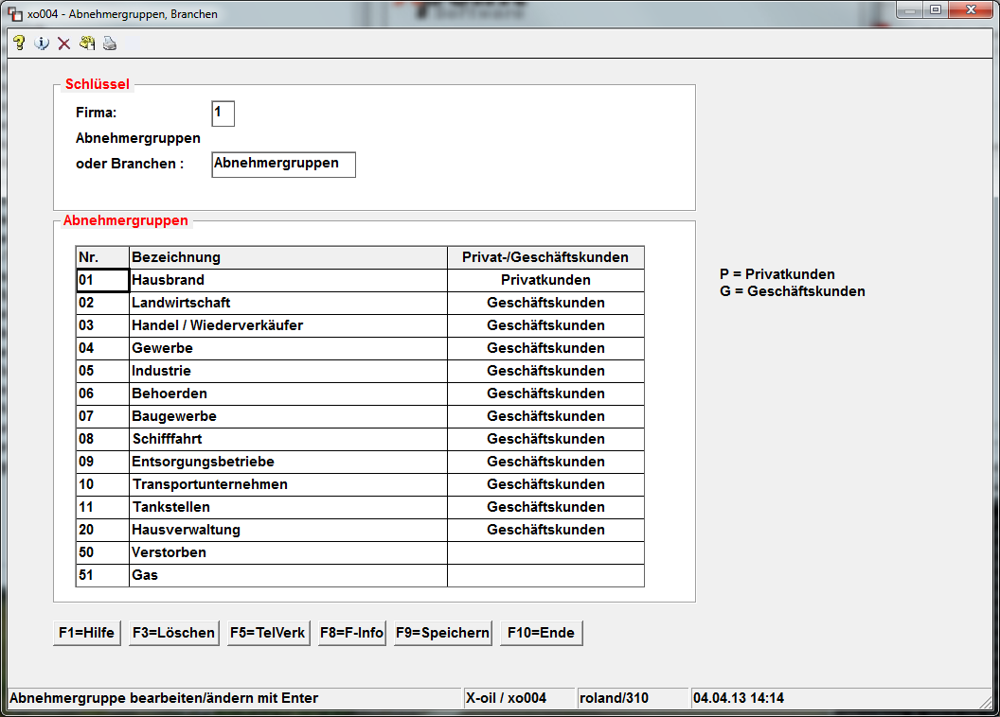 xo004 - Abnehmergruppen, Branchen
Software
Schlüssel
Firma: 1
Abnehmergruppen
oder Branchen : Abnehmergruppen
Abnehmergruppen
Nr. Bezeichnung Privat-/Geschäftskunden
01 Hausbrand Privatkunden
02 Landwirtschaft Geschäftskunden
03 Handel / Wiederverkäufer Geschäftskunden
04 Gewerbe Geschäftskunden
05 Industrie Geschäftskunden
06 Behoerden Geschäftskunden
07 Baugewerbe Geschäftskunden
08 Schifffahrt Geschäftskunden
09 Entsorgungsbetriebe Geschäftskunden
10 Transportunternehmen Geschäftskunden
11 Tankstellen Geschäftskunden
20 Hausverwaltung Geschäftskunden
50 Verstorben
51 Gas
P = Privatkunden
G = Geschäftskunden
F1=Hilfe F3=Löschen F5=TelVerk F8=F-Info F9=Speichern F10=Ende
Abnehmergruppe bearbeiten/ändern mit Enter X-oil / xo004 roland/310 04.04.13 14:14